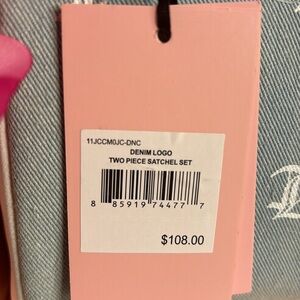 11JCCM0JC-DNC
DENIM LOGO
TWO PIECE SATCHEL SET
8 85919 74477 7
$108.00